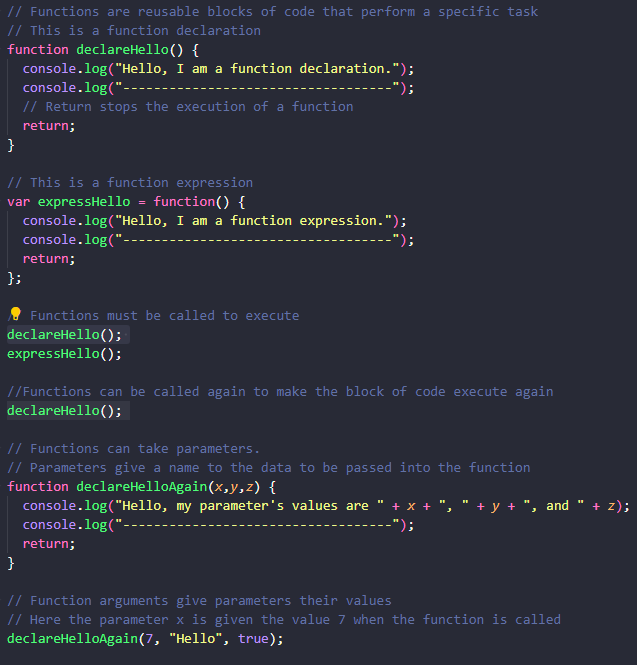 // Functions are reusable blocks of code that perform a specific task
// This is a function declaration
function declareHello() {
  console.log("Hello, I am a function declaration.");
  console.log("----------------------------------");
  // Return stops the execution of a function
  return;
}

// This is a function expression
var expressHello = function() {
  console.log("Hello, I am a function expression.");
  console.log("----------------------------------");
  return;
};

/ Functions must be called to execute
declareHello();
expressHello();

//Functions can be called again to make the block of code execute again
declareHello();

// Functions can take parameters.
// Parameters give a name to the data to be passed into the function
function declareHelloAgain(x,y,z) {
  console.log("Hello, my parameter's values are " + x + ", " + y + ", and " + z);
  console.log("----------------------------------");
  return;
}

// Function arguments give parameters their values
// Here the parameter x is given the value 7 when the function is called
declareHelloAgain(7, "Hello", true);